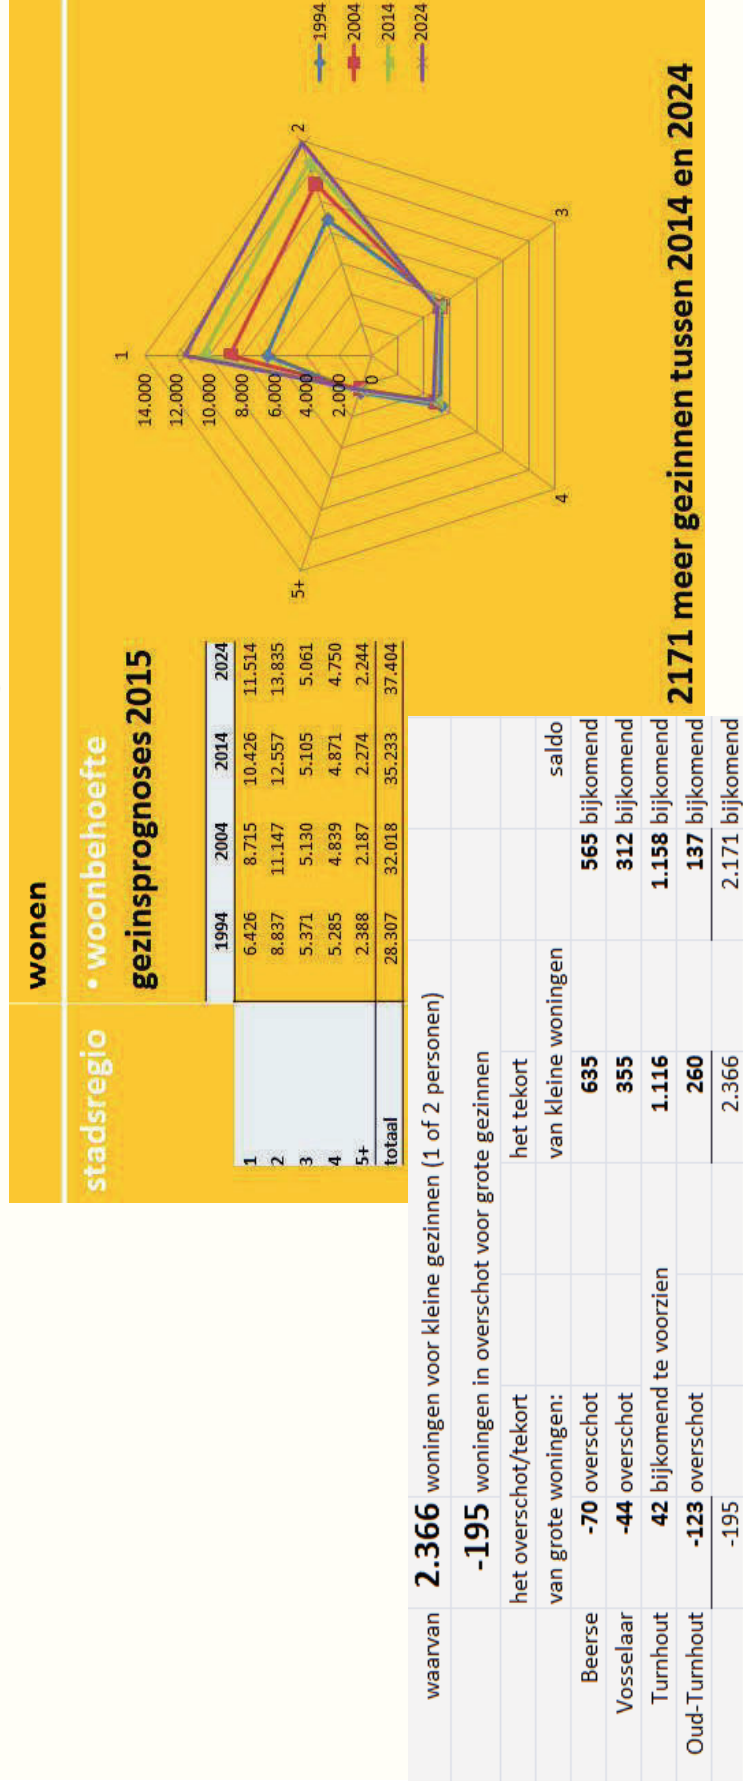 wonen
stadsregio • woonbehoefte
gezinsprognoses 2015
1994 2004 2014 2024
1 6.426 8.715 10.426 11.514
2 8.837 11.147 12.557 13.835
3 5.371 5.130 5.105 5.061
4 5.285 4.839 4.871 4.750
5+ 2.388 2.187 2.274 2.244
totaal 28.307 32.018 35.233 37.404
1
14.000
12.000
10.000
8.000
6.000
4.000
2.000
0
2
3
4
5+
1994
2004
2014
2024
2171 meer gezinnen tussen 2014 en 2024
waarvan 2.366 woningen voor kleine gezinnen (1 of 2 personen)
-195 woningen in overschot voor grote gezinnen
het overschot/tekort het tekort
van grote woningen: van kleine woningen saldo
Beerse -70 overschot 635 565 bijkomend
Vosselaar -44 overschot 355 312 bijkomend
Turnhout 42 bijkomend te voorzien 1.116 1.158 bijkomend
Oud-Turnhout -123 overschot 260 137 bijkomend
-195 2.366 2.171 bijkomend